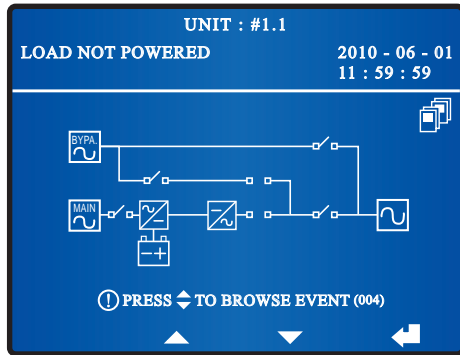 UNIT : #1.1
LOAD NOT POWERED
2010 - 06 - 01
11 : 59 : 59
BYPA.
MAIN
! PRESS TO BROWSE EVENT (004)